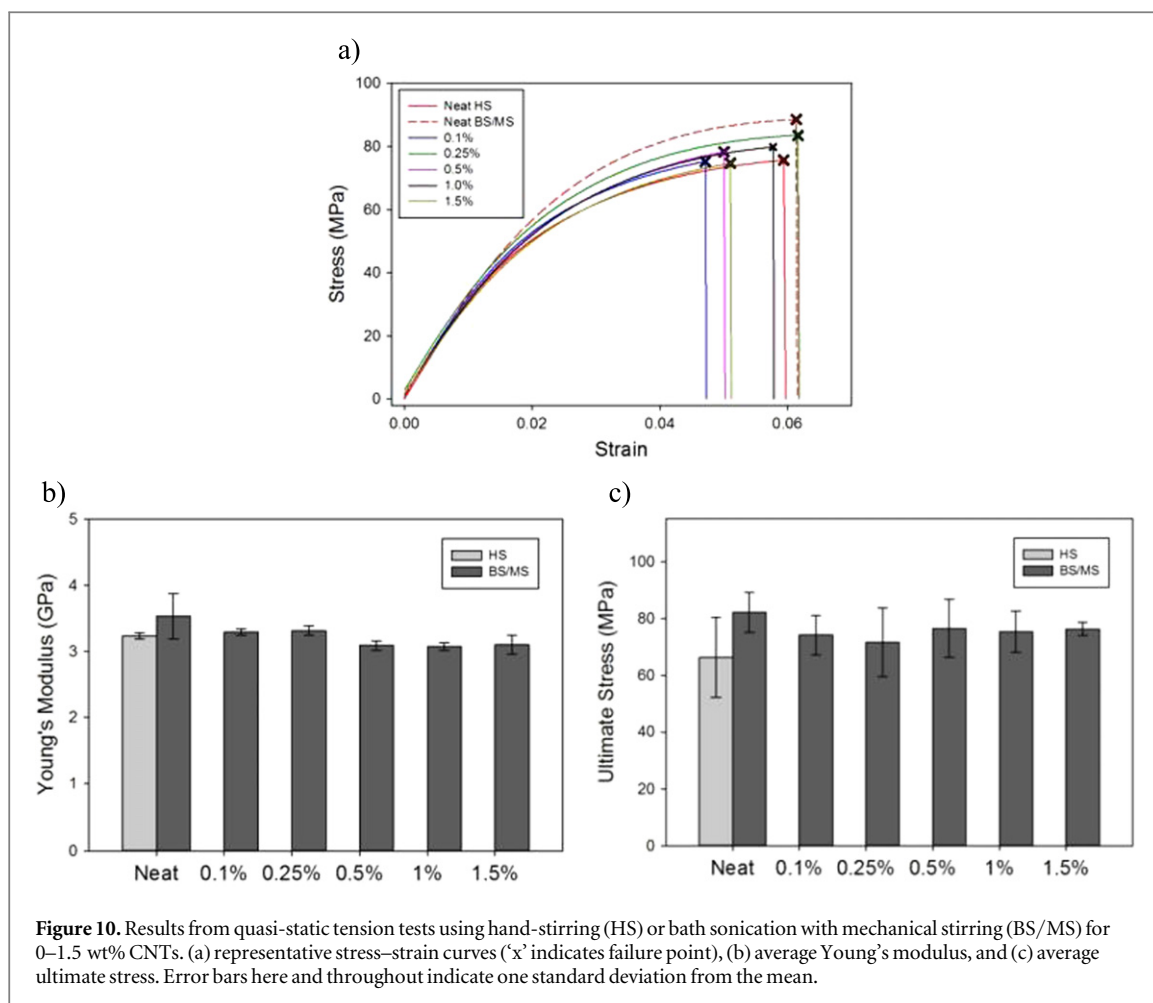 a)
100
80
60
40
20
0
Stress (MPa)
Neat HS
Neat BS/MS
0.1%
0.25%
0.5%
1.0%
1.5%
0.00 0.02 0.04 0.06
Strain
b)
5
4
3
2
1
0
Young's Modulus (GPa)
HS
BS/MS
Neat 0.1% 0.25% 0.5% 1% 1.5%
c)
100
80
60
40
20
0
Ultimate Stress (MPa)
HS
BS/MS
Neat 0.1% 0.25% 0.5% 1% 1.5%
Figure 10. Results from quasi-static tension tests using hand-stirring (HS) or bath sonication with mechanical stirring (BS/MS) for
0–1.5 wt% CNTs. (a) representative stress–strain curves (‘x’ indicates failure point), (b) average Young’s modulus, and (c) average
ultimate stress. Error bars here and throughout indicate one standard deviation from the mean.